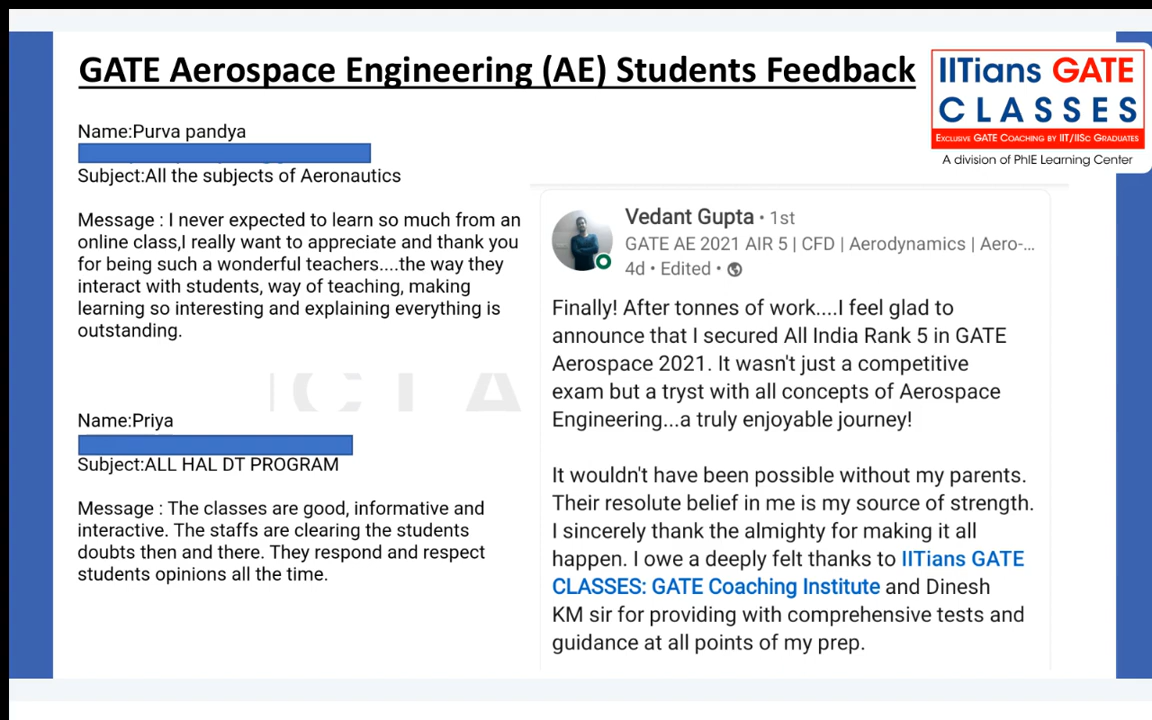 GATE Aerospace Engineering (AE) Students Feedback
IITians GATE
CLASSES
EXCLUSIVE GATE COACHING BY IIT/IISC GRADUATES
A division of PhIE Learning Center
Name:Purva pandya
Subject:All the subjects of Aeronautics
Message : I never expected to learn so much from an
online class,I really want to appreciate and thank you
for being such a wonderful teachers....the way they
interact with students, way of teaching, making
learning so interesting and explaining everything is
outstanding.
Name:Priya
Subject:ALL HAL DT PROGRAM
Message : The classes are good, informative and
interactive. The staffs are clearing the students
doubts then and there. They respond and respect
students opinions all the time.
Vedant Gupta • 1st
GATE AE 2021 AIR 5 | CFD | Aerodynamics | Aero-...
4d • Edited •
Finally! After tonnes of work....I feel glad to
announce that I secured All India Rank 5 in GATE
Aerospace 2021. It wasn't just a competitive
exam but a tryst with all concepts of Aerospace
Engineering...a truly enjoyable journey!
It wouldn't have been possible without my parents.
Their resolute belief in me is my source of strength.
I sincerely thank the almighty for making it all
happen. I owe a deeply felt thanks to IITians GATE
CLASSES: GATE Coaching Institute and Dinesh
KM sir for providing with comprehensive tests and
guidance at all points of my prep.